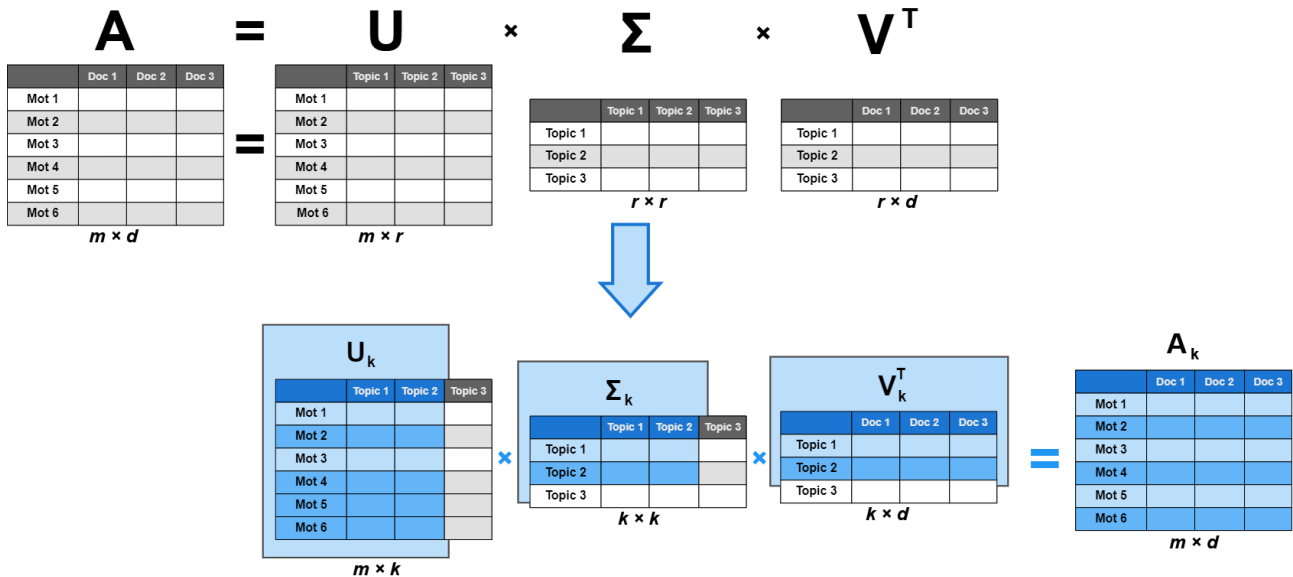 A = U × Σ × V^T
Doc 1 Doc 2 Doc 3
Mot 1
Mot 2
Mot 3
Mot 4
Mot 5
Mot 6
m × d
=
Topic 1 Topic 2 Topic 3
Mot 1
Mot 2
Mot 3
Mot 4
Mot 5
Mot 6
m × r
Topic 1 Topic 2 Topic 3
Topic 1
Topic 2
Topic 3
r × r
Doc 1 Doc 2 Doc 3
Topic 1
Topic 2
Topic 3
r × d
U_k
Topic 1 Topic 2 Topic 3
Mot 1
Mot 2
Mot 3
Mot 4
Mot 5
Mot 6
m × k
×
Σ_k
Topic 1 Topic 2 Topic 3
Topic 1
Topic 2
Topic 3
k × k
×
V_k^T
Doc 1 Doc 2 Doc 3
Topic 1
Topic 2
Topic 3
k × d
=
A_k
Doc 1 Doc 2 Doc 3
Mot 1
Mot 2
Mot 3
Mot 4
Mot 5
Mot 6
m × d